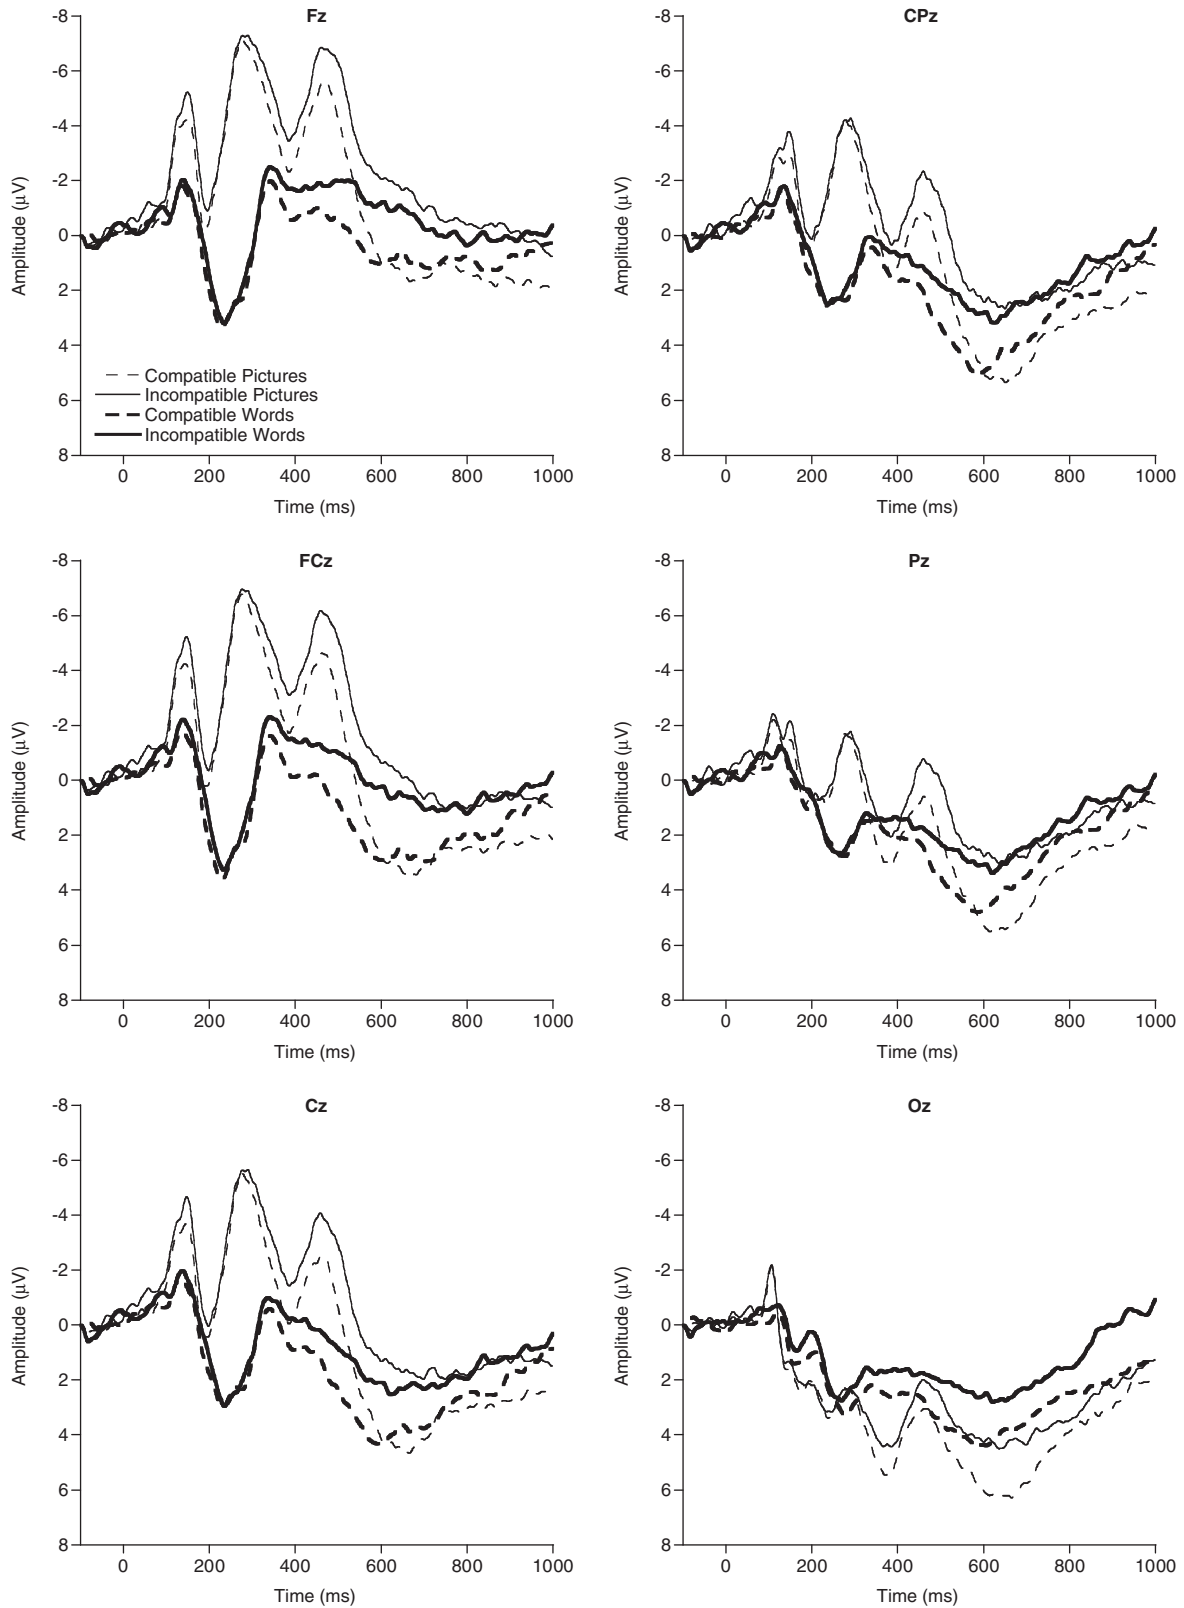 Fz
-8
-6
-4
-2
0
2
4
6
8
Amplitude (μV)
Compatible Pictures
Incompatible Pictures
Compatible Words
Incompatible Words
0 200 400 600 800 1000
Time (ms)
CPz
-8
-6
-4
-2
0
2
4
6
8
Amplitude (μV)
0 200 400 600 800 1000
Time (ms)
FCz
-8
-6
-4
-2
0
2
4
6
8
Amplitude (μV)
0 200 400 600 800 1000
Time (ms)
Pz
-8
-6
-4
-2
0
2
4
6
8
Amplitude (μV)
0 200 400 600 800 1000
Time (ms)
Cz
-8
-6
-4
-2
0
2
4
6
8
Amplitude (μV)
0 200 400 600 800 1000
Time (ms)
Oz
-8
-6
-4
-2
0
2
4
6
8
Amplitude (μV)
0 200 400 600 800 1000
Time (ms)